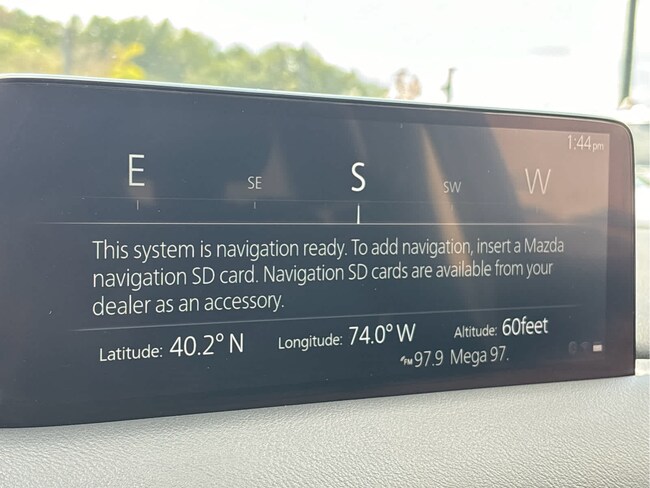 1:44 pm
E SE S SW W
This system is navigation ready. To add navigation, insert a Mazda
navigation SD card. Navigation SD cards are available from your
dealer as an accessory.
Latitude: 40.2° N Longitude: 74.0° W Altitude: 60feet
FM 97.9 Mega 97.